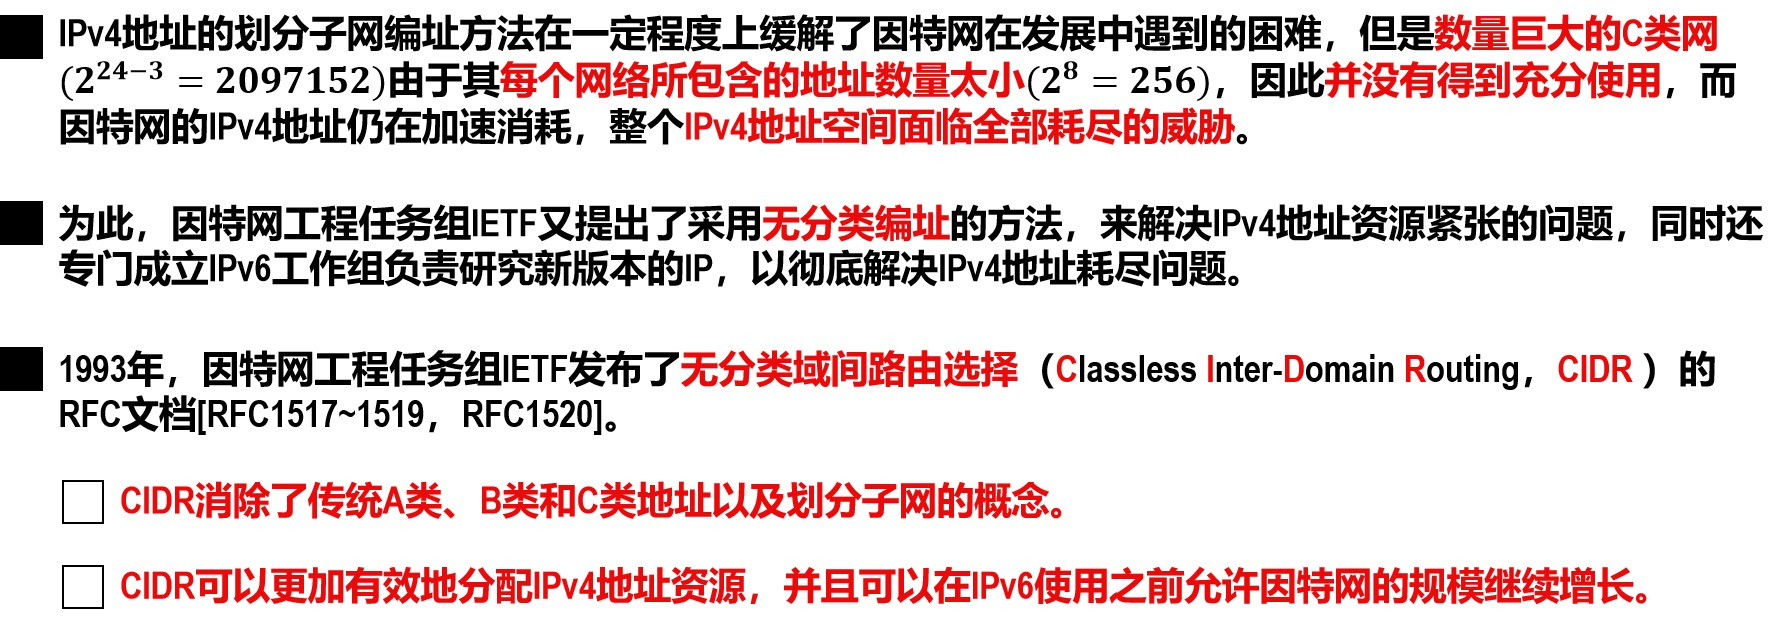 IPv4地址的划分子网编址方法在一定程度上缓解了因特网在发展中遇到的困难，但是数量巨大的C类网
(2²⁴⁻³ = 2097152)由于其每个网络所包含的地址数量太小(2⁸ = 256)，因此并没有得到充分使用，而
因特网的IPv4地址仍在加速消耗，整个IPv4地址空间面临全部耗尽的威胁。
为此，因特网工程任务组IETF又提出了采用无分类编址的方法，来解决IPv4地址资源紧张的问题，同时还
专门成立IPv6工作组负责研究新版本的IP，以彻底解决IPv4地址耗尽问题。
1993年，因特网工程任务组IETF发布了无分类域间路由选择（Classless Inter-Domain Routing，CIDR ）的
RFC文档[RFC1517~1519，RFC1520]。
CIDR消除了传统A类、B类和C类地址以及划分子网的概念。
CIDR可以更加有效地分配IPv4地址资源，并且可以在IPv6使用之前允许因特网的规模继续增长。